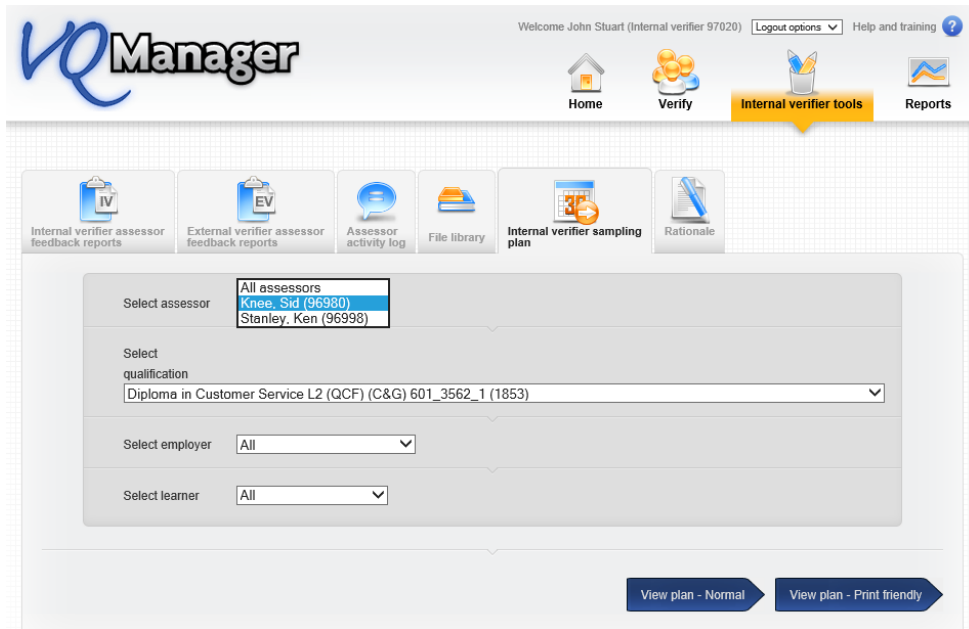 VQManager
Welcome John Stuart (Internal verifier 97020) Logout options Help and training ?
Home
Verify
Internal verifier tools
Reports
IV
Internal verifier assessor
feedback reports
EV
External verifier assessor
feedback reports
Assessor
activity log
File library
36
Internal verifier sampling
plan
Rationale
Select assessor
All assessors
Knee, Sid (96980)
Stanley, Ken (96998)
Select
qualification
Diploma in Customer Service L2 (QCF) (C&G) 601_3562_1 (1853)
Select employer
All
Select learner
All
View plan - Normal
View plan - Print friendly